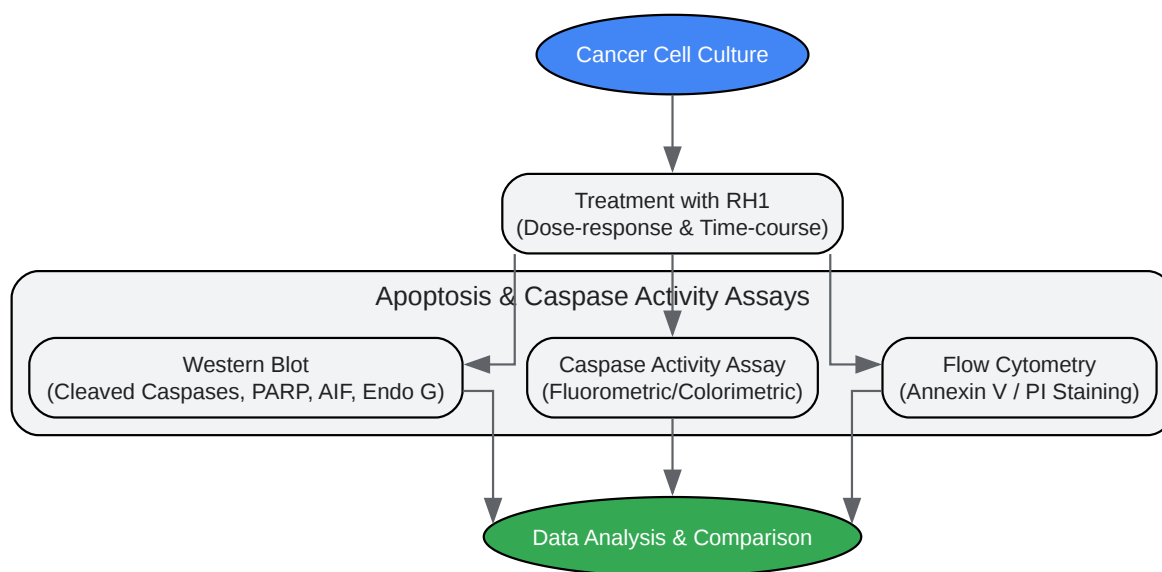 Cancer Cell Culture
Treatment with RH1
(Dose-response & Time-course)
Apoptosis & Caspase Activity Assays
Western Blot
(Cleaved Caspases, PARP, AIF, Endo G)
Caspase Activity Assay
(Fluorometric/Colorimetric)
Flow Cytometry
(Annexin V / PI Staining)
Data Analysis & Comparison